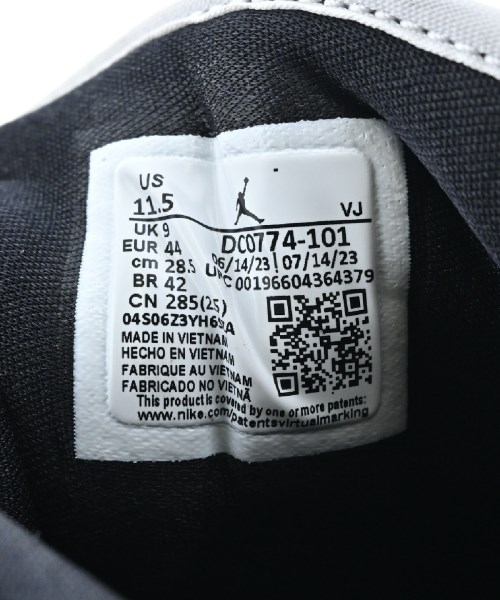 US
11.5
VJ
UK 9
DC0774-101
EUR 44
06/14/23 07/14/23
cm 28.5
UPC 00196604364379
BR 42
CN 285(2.5)
MADE IN VIETNAM
HECHO EN VIETNAM
FABRIQUE AU VIETNAM
FABRICADO NO VIETNÃ
This product is covered by one or more patents:
www.nike.com/patentsvirtualmarking